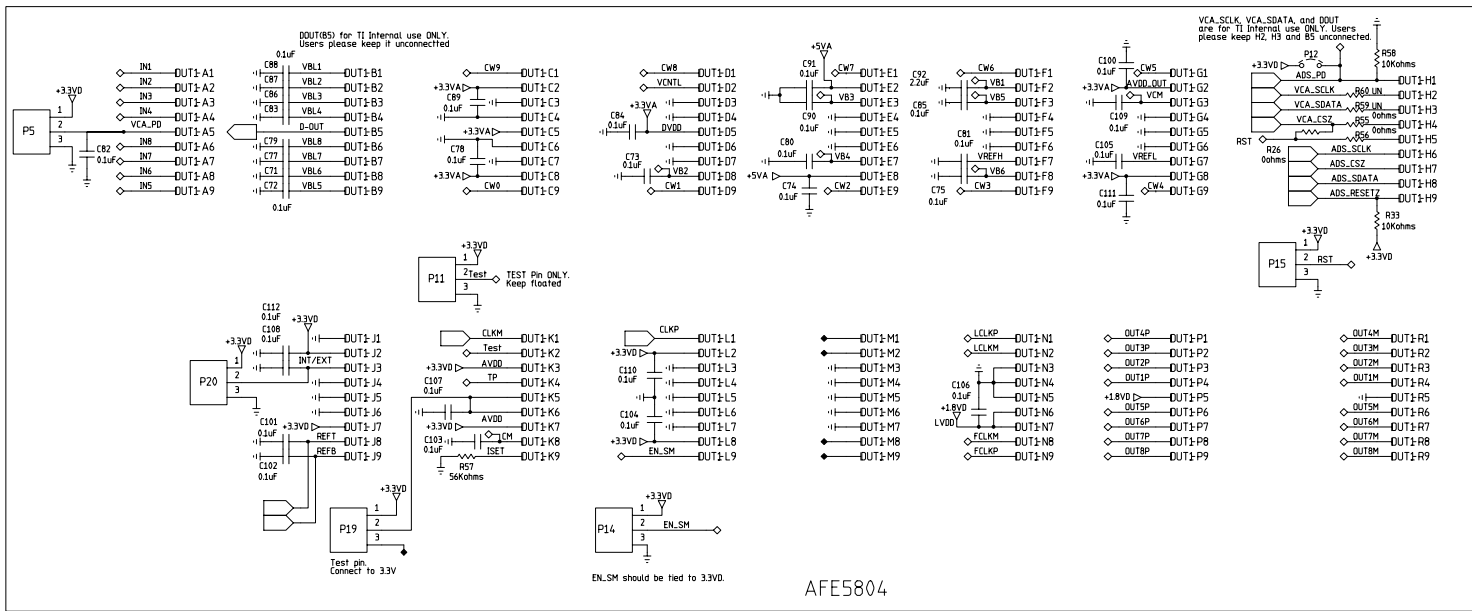 DOUT(B5) for TI Internal use ONLY.
Users please keep it unconnectted
VCA_SCLK, VCA_SDATA, and DOUT
are for TI Internal use ONLY. Users
please keep H2, H3 and B5 unconnected.
P5
+3.3VD
1
2
3
VCA_PD
C82
0.1uF
IN1 DUT1-A1
IN2 DUT1-A2
IN3 DUT1-A3
IN4 DUT1-A4
DUT1-A5
IN8 DUT1-A6
IN7 DUT1-A7
IN6 DUT1-A8
IN5 DUT1-A9
0.1uF
C88 VBL1 DUT1-B1
C87 VBL2 DUT1-B2
C86 VBL3 DUT1-B3
C83 VBL4 DUT1-B4
D-OUT DUT1-B5
C79 VBL8 DUT1-B6
C77 VBL7 DUT1-B7
C71 VBL6 DUT1-B8
C72 VBL5 DUT1-B9
0.1uF
CW9 DUT1-C1
+3.3VA DUT1-C2
C89
0.1uF
DUT1-C3
DUT1-C4
+3.3VA DUT1-C5
DUT1-C6
C78
0.1uF
DUT1-C7
+3.3VA DUT1-C8
CW0 DUT1-C9
CW8 DUT1-D1
VCNTL DUT1-D2
DUT1-D3
+3.3VA
DUT1-D4
C84
0.1uF
DVDD DUT1-D5
DUT1-D6
C73
0.1uF
DUT1-D7
VB2 DUT1-D8
CW1 DUT1-D9
+5VA
C91
0.1uF
CW7 DUT1-E1
DUT1-E2
VB3 DUT1-E3
C90
0.1uF
DUT1-E4
DUT1-E5
C80
0.1uF
DUT1-E6
VB4 DUT1-E7
+5VA DUT1-E8
C74
0.1uF
CW2 DUT1-E9
C92
2.2uF
CW6 DUT1-F1
VB1 DUT1-F2
VB5 DUT1-F3
C85
0.1uF
DUT1-F4
DUT1-F5
C81
0.1uF
DUT1-F6
VREFH DUT1-F7
VB6 DUT1-F8
C75
0.1uF
CW3 DUT1-F9
C100
0.1uF
CW5 DUT1-G1
+3.3VA AVDD_OUT DUT1-G2
VCM DUT1-G3
C109
0.1uF
DUT1-G4
DUT1-G5
C105
0.1uF
DUT1-G6
VREFL DUT1-G7
+3.3VA DUT1-G8
C111
0.1uF
CW4 DUT1-G9
P12
+3.3VD
R58
10Kohms
ADS_PD DUT1-H1
VCA_SCLK R60 UN DUT1-H2
VCA_SDATA R59 UN DUT1-H3
0ohms
VCA_CSZ R55 DUT1-H4
0ohms
RST R56 DUT1-H5
R26
0ohms
ADS_SCLK DUT1-H6
ADS_CSZ DUT1-H7
ADS_SDATA DUT1-H8
ADS_RESETZ DUT1-H9
R33
10Kohms
+3.3VD
P15
+3.3VD
1
2
3
RST
P11
+3.3VD
1
2
3
Test
TEST Pin ONLY.
Keep floated
P20
+3.3VD
1
2
3
C112
0.1uF
C108
0.1uF
+3.3VD
DUT1-J1
DUT1-J2
INT/EXT DUT1-J3
DUT1-J4
DUT1-J5
DUT1-J6
+3.3VD DUT1-J7
C101
0.1uF
REFT DUT1-J8
REFB DUT1-J9
C102
0.1uF
CLKM DUT1-K1
Test DUT1-K2
+3.3VD AVDD DUT1-K3
TP DUT1-K4
C107
0.1uF
DUT1-K5
DUT1-K6
+3.3VD AVDD DUT1-K7
C103
0.1uF
CM DUT1-K8
ISET DUT1-K9
R57
56Kohms
P19
+3.3VD
1
2
3
Test pin.
Connect to 3.3V
CLKP DUT1-L1
+3.3VD DUT1-L2
C110
0.1uF
DUT1-L3
DUT1-L4
DUT1-L5
C104
0.1uF
DUT1-L6
DUT1-L7
+3.3VD DUT1-L8
EN_SM DUT1-L9
P14
+3.3VD
1
2
3
EN_SM
EN_SM should be tied to 3.3VD.
DUT1-M1
DUT1-M2
DUT1-M3
DUT1-M4
DUT1-M5
DUT1-M6
DUT1-M7
DUT1-M8
DUT1-M9
LCLKP DUT1-N1
LCLKM DUT1-N2
DUT1-N3
DUT1-N4
C106
0.1uF
DUT1-N5
+1.8VD
DUT1-N6
LVDD
DUT1-N7
FCLKM DUT1-N8
FCLKP DUT1-N9
OUT4P DUT1-P1
OUT3P DUT1-P2
OUT2P DUT1-P3
OUT1P DUT1-P4
+1.8VD DUT1-P5
OUT5P DUT1-P6
OUT6P DUT1-P7
OUT7P DUT1-P8
OUT8P DUT1-P9
OUT4M DUT1-R1
OUT3M DUT1-R2
OUT2M DUT1-R3
OUT1M DUT1-R4
DUT1-R5
OUT5M DUT1-R6
OUT6M DUT1-R7
OUT7M DUT1-R8
OUT8M DUT1-R9
AFE5804